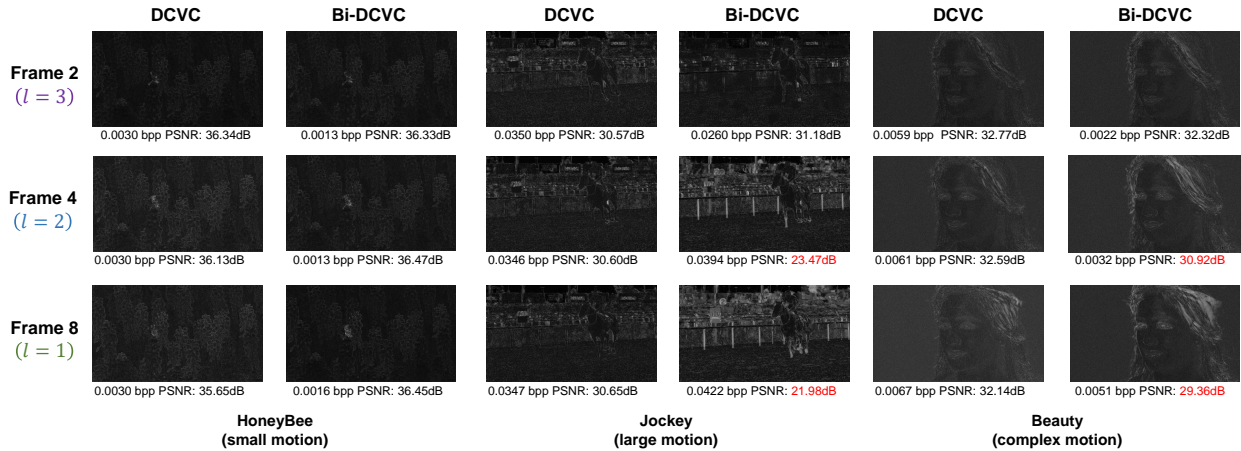 DCVC Bi-DCVC DCVC Bi-DCVC DCVC Bi-DCVC
Frame 2
(l = 3)
0.0030 bpp PSNR: 36.34dB 0.0013 bpp PSNR: 36.33dB 0.0350 bpp PSNR: 30.57dB 0.0260 bpp PSNR: 31.18dB 0.0059 bpp PSNR: 32.77dB 0.0022 bpp PSNR: 32.32dB
Frame 4
(l = 2)
0.0030 bpp PSNR: 36.13dB 0.0013 bpp PSNR: 36.47dB 0.0346 bpp PSNR: 30.60dB 0.0394 bpp PSNR: 23.47dB 0.0061 bpp PSNR: 32.59dB 0.0032 bpp PSNR: 30.92dB
Frame 8
(l = 1)
0.0030 bpp PSNR: 35.65dB 0.0016 bpp PSNR: 36.45dB 0.0347 bpp PSNR: 30.65dB 0.0422 bpp PSNR: 21.98dB 0.0067 bpp PSNR: 32.14dB 0.0051 bpp PSNR: 29.36dB
HoneyBee Jockey Beauty
(small motion) (large motion) (complex motion)